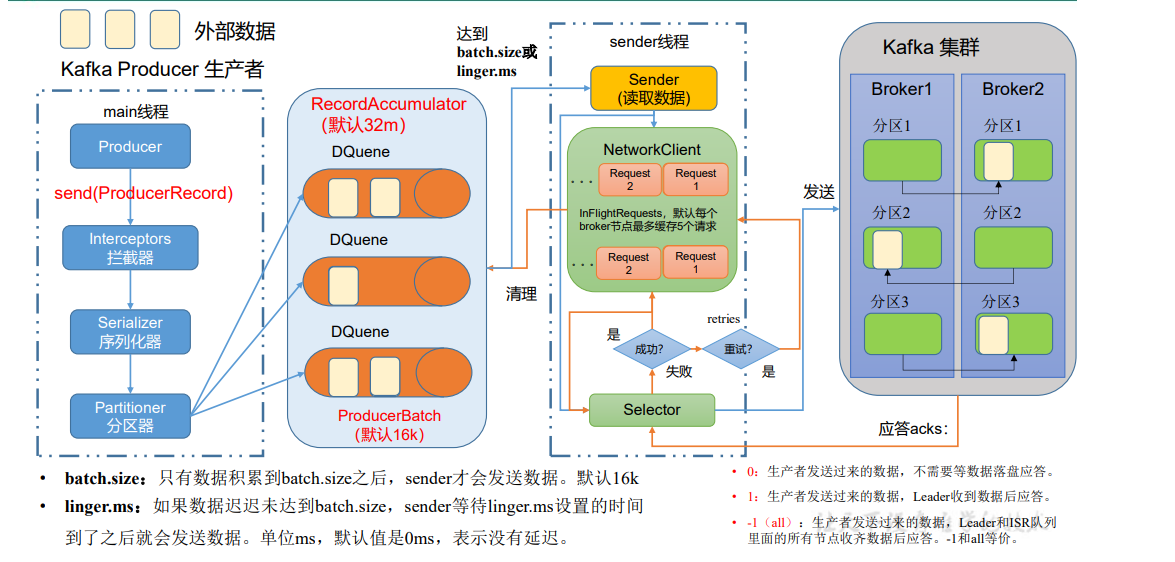 外部数据
Kafka Producer 生产者
main线程
Producer
send(ProducerRecord)
Interceptors
拦截器
Serializer
序列化器
Partitioner
分区器
RecordAccumulator
（默认32m）
DQuene
DQuene
DQuene
ProducerBatch
（默认16k）
达到
batch.size或
linger.ms
清理
sender线程
Sender
(读取数据)
NetworkClient
...
Request
2
Request
1
InFlightRequests，默认每个
broker节点最多缓存5个请求
...
Request
2
Request
1
是
成功?
失败
retries
重试?
是
Selector
发送
Kafka 集群
Broker1
分区1
分区2
分区3
Broker2
分区1
分区2
分区3
应答acks：
• batch.size：只有数据积累到batch.size之后，sender才会发送数据。默认16k
• linger.ms：如果数据迟迟未达到batch.size，sender等待linger.ms设置的时间
到了之后就会发送数据。单位ms，默认值是0ms，表示没有延迟。
• 0：生产者发送过来的数据，不需要等数据落盘应答。
• 1：生产者发送过来的数据，Leader收到数据后应答。
• -1（all）：生产者发送过来的数据，Leader和ISR队列
里面的所有节点收齐数据后应答。-1和all等价。